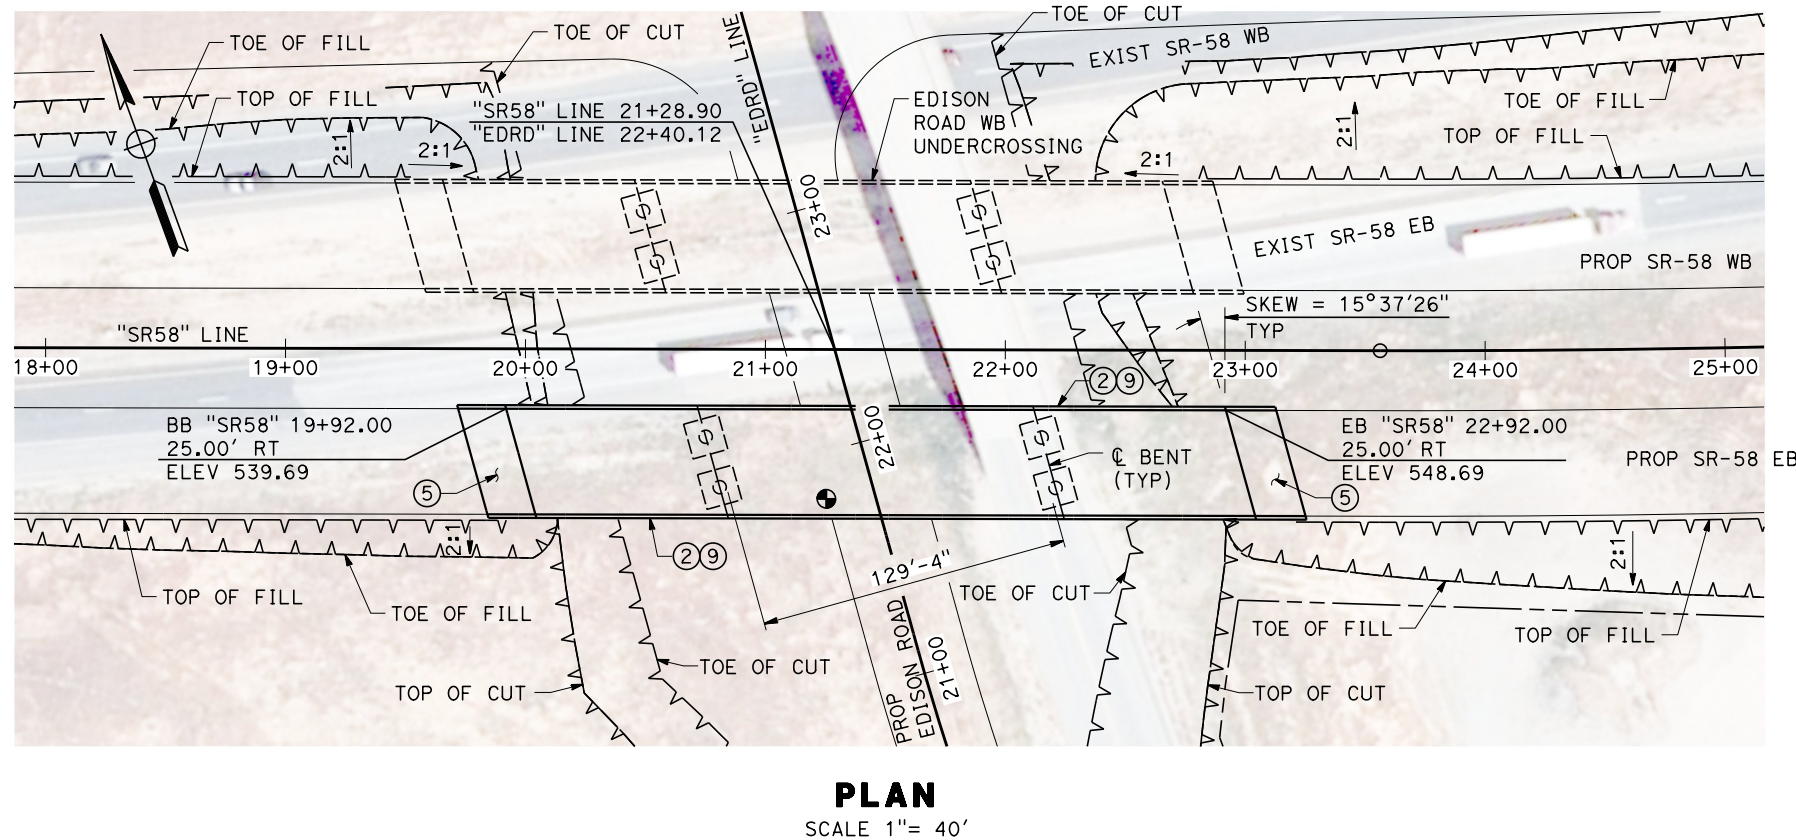 TOE OF CUT
TOE OF FILL
TOE OF CUT
EXIST SR-58 WB
"EDRD" LINE
TOP OF FILL
"SR58" LINE 21+28.90
"EDRD" LINE 22+40.12
EDISON
ROAD WB
UNDERCROSSING
TOE OF FILL
TOP OF FILL
2:1
2:1
2:1
2:1
23+00
S
S
S
S
EXIST SR-58 EB
PROP SR-58 WB
SKEW = 15°37'26"
TYP
"SR58" LINE
18+00
19+00
20+00
21+00
22+00
23+00
24+00
25+00
2 9
BB "SR58" 19+92.00
25.00' RT
ELEV 539.69
22+00
S
S
S
S
℄ BENT
(TYP)
EB "SR58" 22+92.00
25.00' RT
ELEV 548.69
PROP SR-58 EB
5
5
2:1
2 9
129'-4"
2:1
TOP OF FILL
TOE OF FILL
TOE OF CUT
TOE OF FILL
TOP OF FILL
TOE OF CUT
TOP OF CUT
TOP OF CUT
PROP
EDISON ROAD
21+00
PLAN
SCALE 1"= 40'